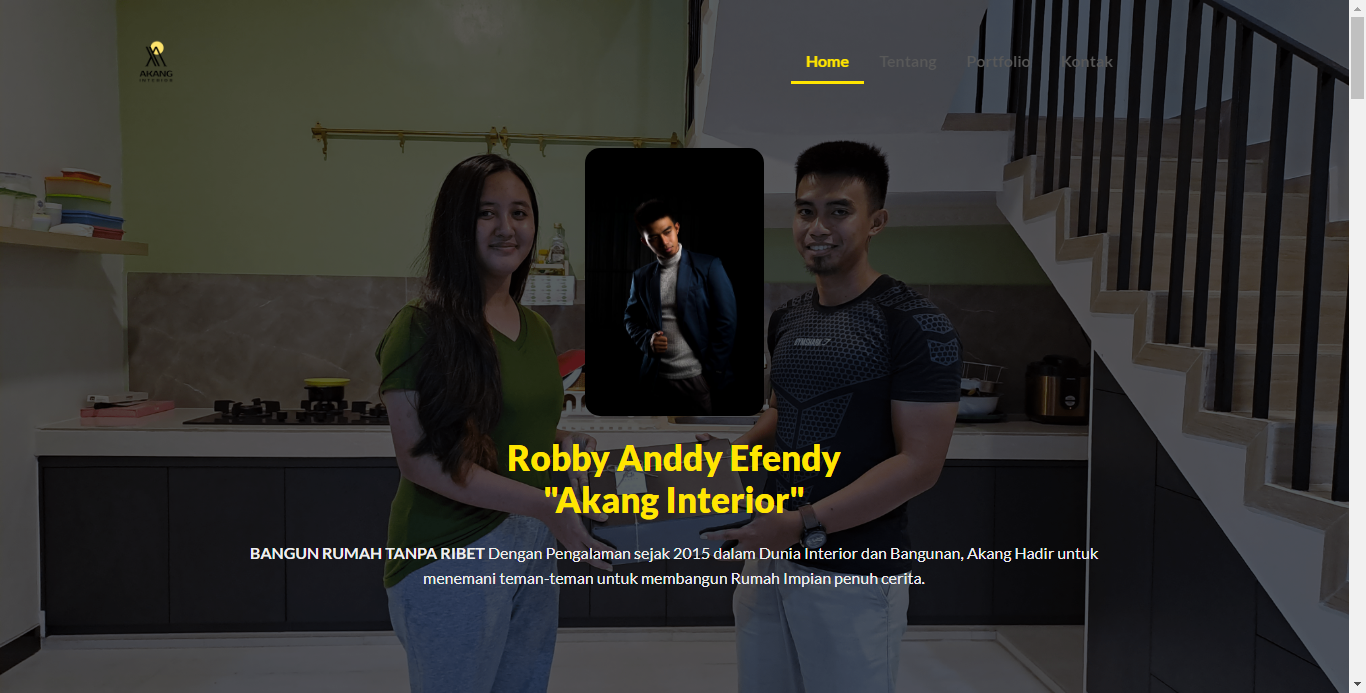 AKANG
INTERIOR
Home Tentang Portfolio Kontak
Robby Anddy Efendy
"Akang Interior"
BANGUN RUMAH TANPA RIBET Dengan Pengalaman sejak 2015 dalam Dunia Interior dan Bangunan, Akang Hadir untuk
menemani teman-teman untuk membangun Rumah Impian penuh cerita.